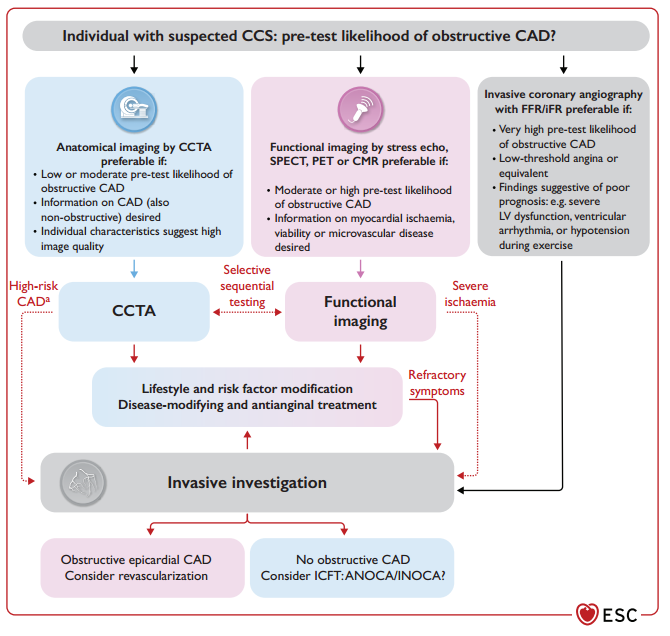 Individual with suspected CCS: pre-test likelihood of obstructive CAD?
Anatomical imaging by CCTA
preferable if:
• Low or moderate pre-test likelihood of
obstructive CAD
• Information on CAD (also
non-obstructive) desired
• Individual characteristics suggest high
image quality
Functional imaging by stress echo,
SPECT, PET or CMR preferable if:
• Moderate or high pre-test likelihood
of obstructive CAD
• Information on myocardial ischaemia,
viability or microvascular disease
desired
Invasive coronary angiography
with FFR/iFR preferable if:
• Very high pre-test likelihood
of obstructive CAD
• Low-threshold angina or
equivalent
• Findings suggestive of poor
prognosis: e.g. severe
LV dysfunction, ventricular
arrhythmia, or hypotension
during exercise
High-risk
CADᵃ
CCTA
Selective
sequential
testing
Functional
imaging
Severe
ischaemia
Lifestyle and risk factor modification
Disease-modifying and antianginal treatment
Refractory
symptoms
Invasive investigation
Obstructive epicardial CAD
Consider revascularization
No obstructive CAD
Consider ICFT: ANOCA/INOCA?
ESC